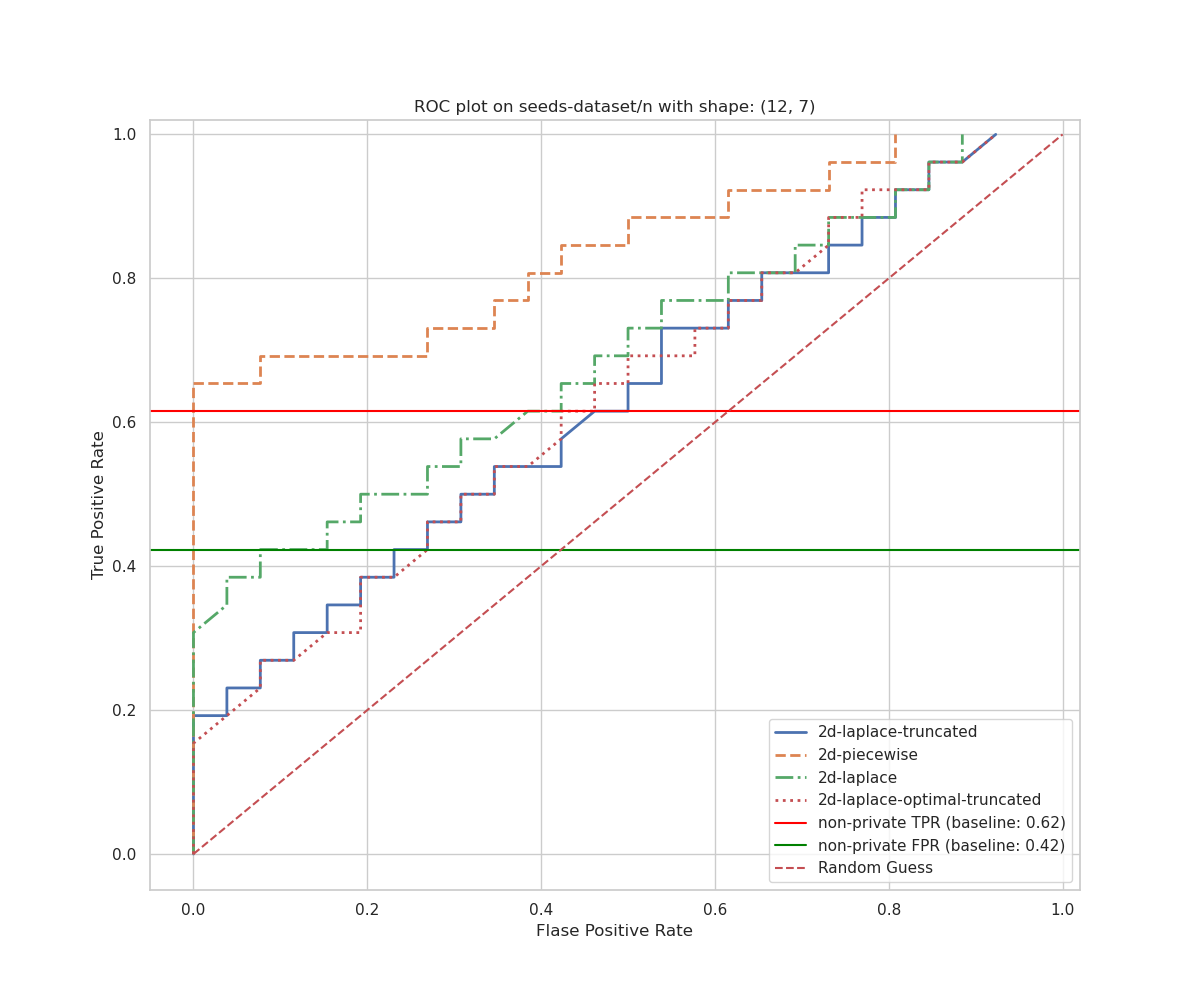 ROC plot on seeds-dataset/n with shape: (12, 7)
True Positive Rate
1.0
0.8
0.6
0.4
0.2
0.0
0.0 0.2 0.4 0.6 0.8 1.0
Flase Positive Rate
2d-laplace-truncated
2d-piecewise
2d-laplace
2d-laplace-optimal-truncated
non-private TPR (baseline: 0.62)
non-private FPR (baseline: 0.42)
Random Guess